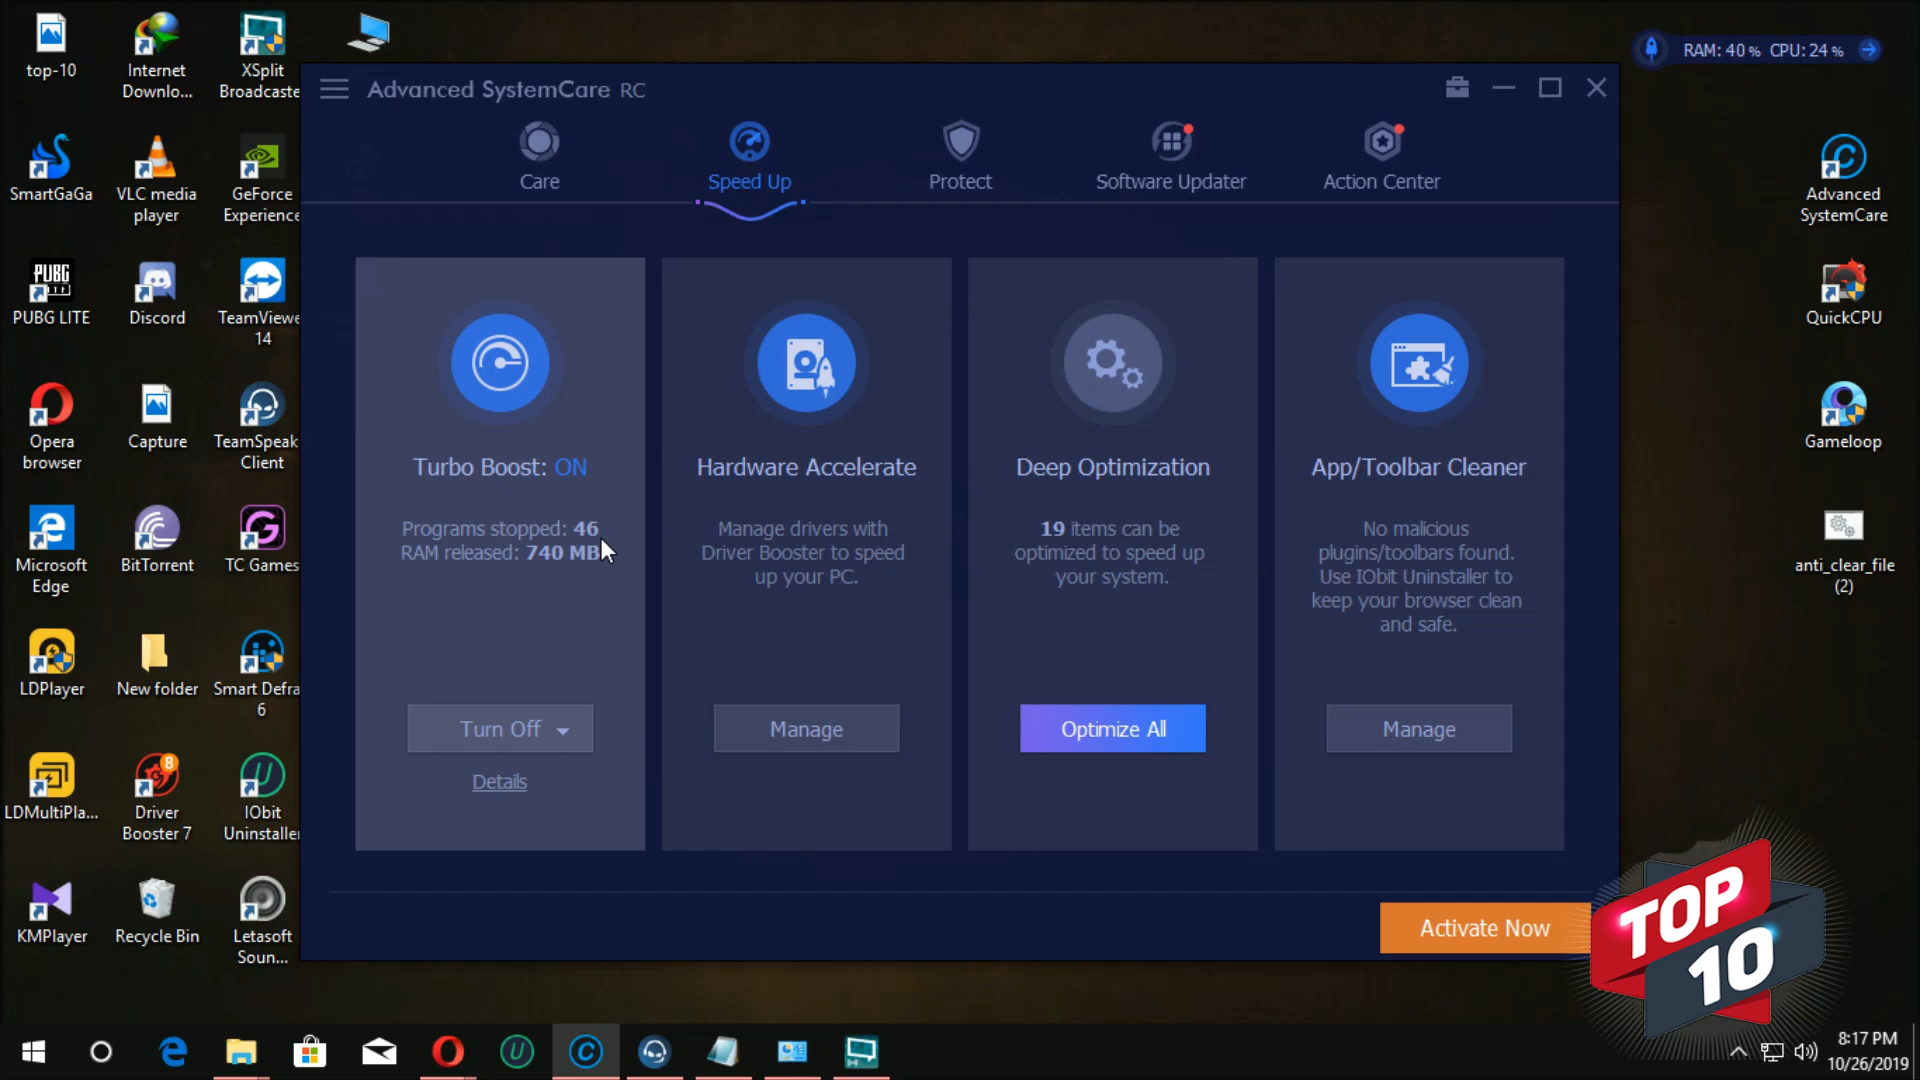 top-10
Internet
Downlo...
XSplit
Broadcaste
SmartGaGa
VLC media
player
GeForce
Experience
PUBG LITE
Discord
TeamViewe
14
Opera
browser
Capture
TeamSpeak
Client
Microsoft
Edge
BitTorrent
TC Games
LDPlayer
New folder
Smart Defra
6
LDMultiPla...
8
Driver
Booster 7
IObit
Uninstaller
KMPlayer
Recycle Bin
Letasoft
Soun...
Advanced SystemCare RC
Care
Speed Up
Protect
Software Updater
Action Center
Turbo Boost: ON
Programs stopped: 46
RAM released: 740 MB
Turn Off
Details
Hardware Accelerate
Manage drivers with
Driver Booster to speed
up your PC.
Manage
Deep Optimization
19 items can be
optimized to speed up
your system.
Optimize All
App/Toolbar Cleaner
No malicious
plugins/toolbars found.
Use IObit Uninstaller to
keep your browser clean
and safe.
Manage
Activate Now
RAM: 40 % CPU: 24 %
Advanced
SystemCare
QuickCPU
Gameloop
anti_clear_file
(2)
TOP
10
8:17 PM
10/26/2019